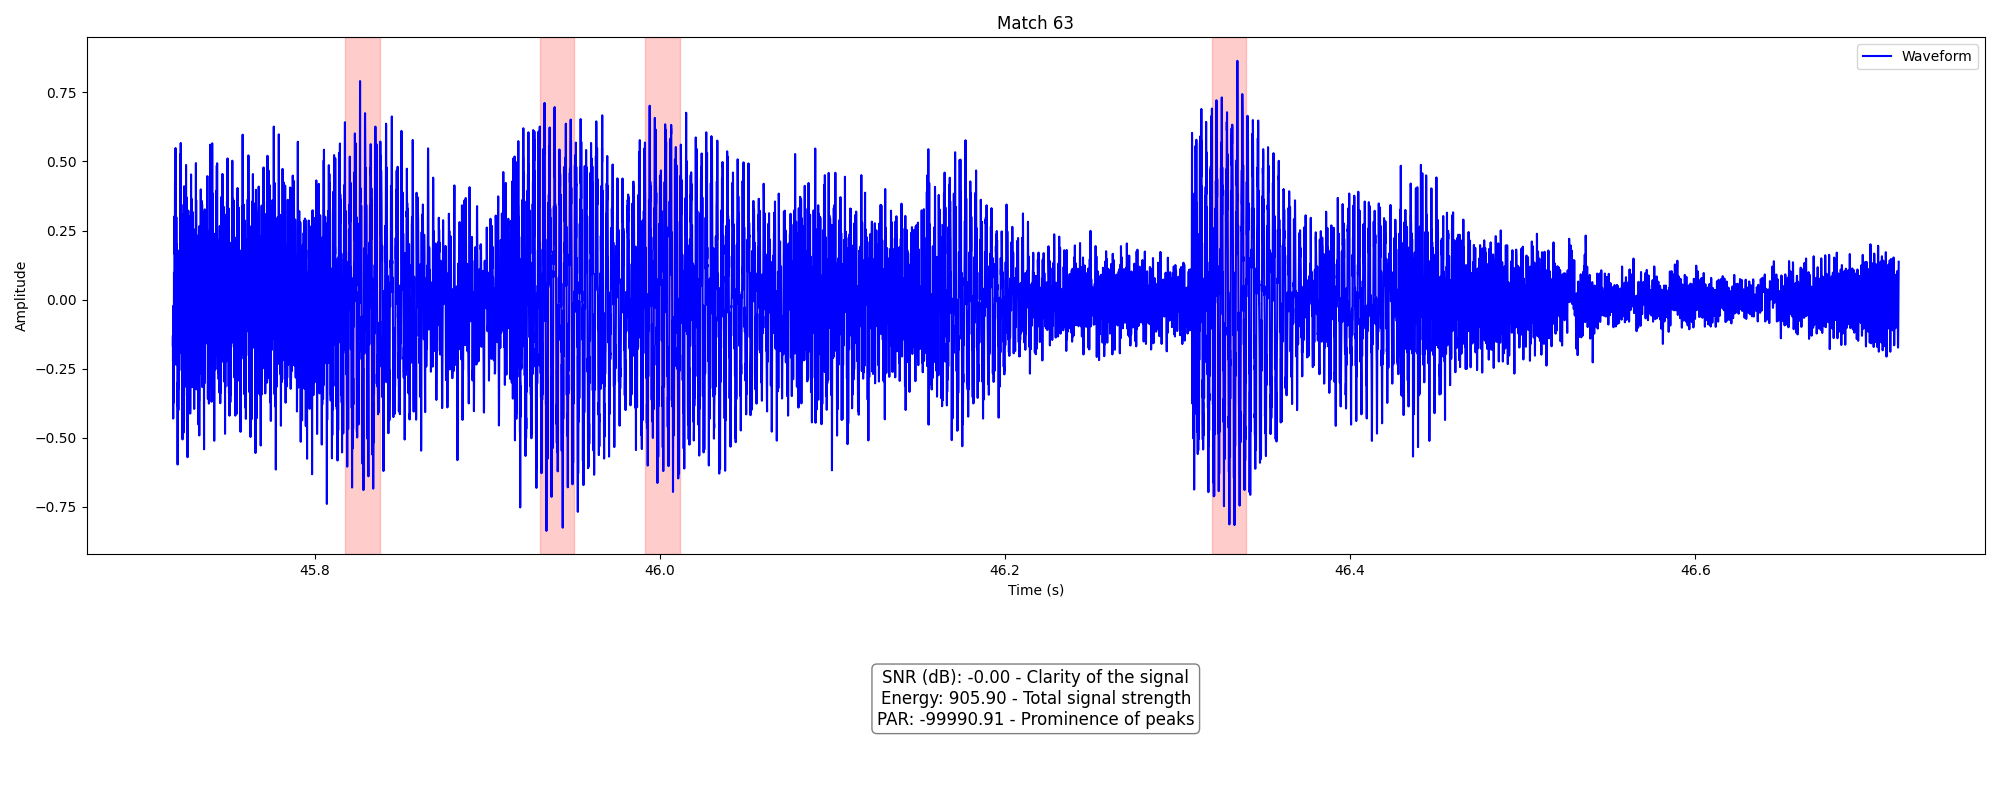 Match 63
Waveform
Amplitude
0.75
0.50
0.25
0.00
−0.25
−0.50
−0.75
45.8 46.0 46.2 46.4 46.6
Time (s)
SNR (dB): -0.00 - Clarity of the signal
Energy: 905.90 - Total signal strength
PAR: -99990.91 - Prominence of peaks